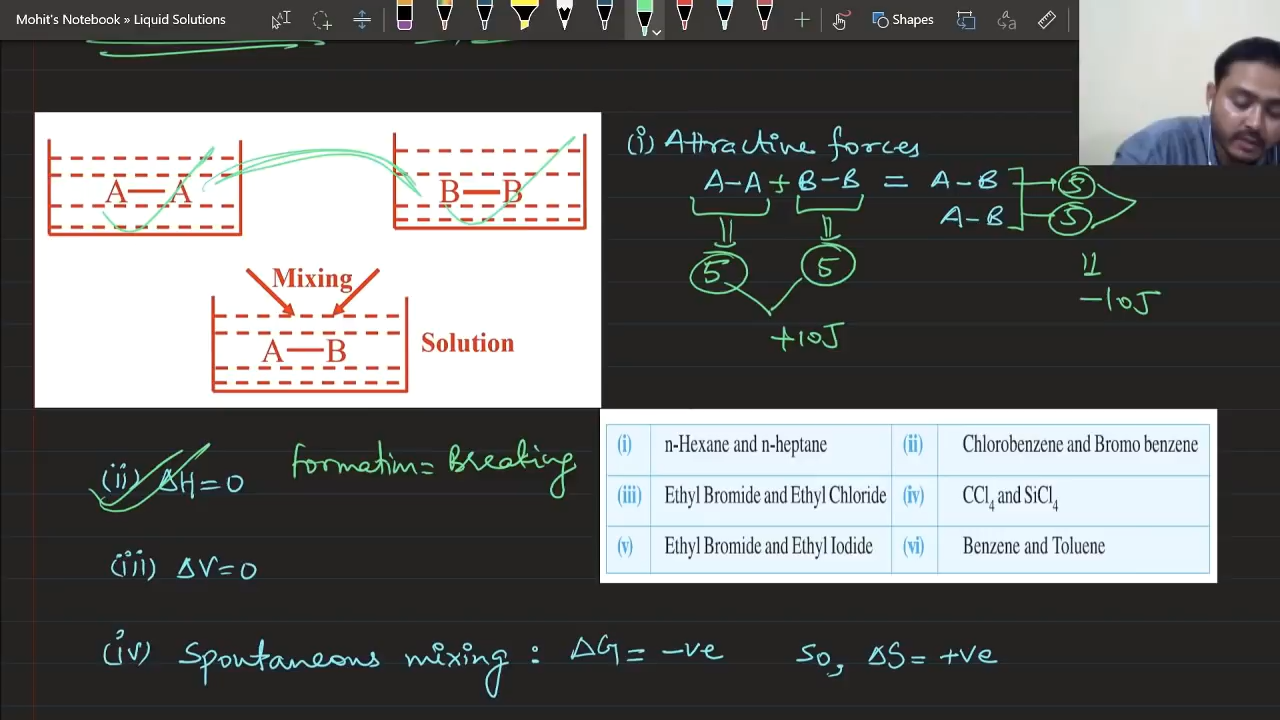 Mohit's Notebook » Liquid Solutions
Shapes
A—A
B—B
Mixing
A—B
Solution
(i) Attractive forces
A-A + B-B = A-B
A-B
5
5
5
5
+10J
-10J
(ii) ΔH=0
Formation = Breaking
(iii) ΔV=0
(iv) Spontaneous mixing : ΔG = -ve So, ΔS = +ve
(i) n-Hexane and n-heptane (ii) Chlorobenzene and Bromo benzene
(iii) Ethyl Bromide and Ethyl Chloride (iv) CCl₄ and SiCl₄
(v) Ethyl Bromide and Ethyl Iodide (vi) Benzene and Toluene